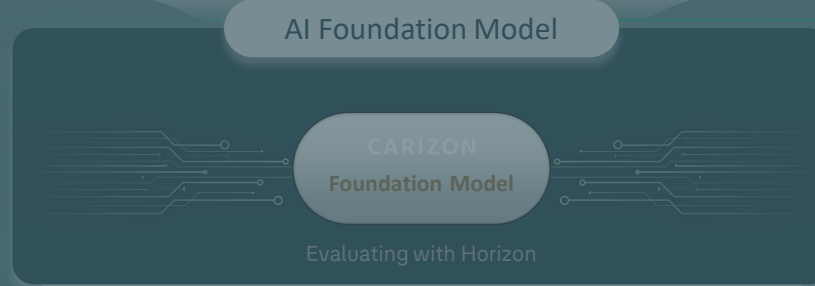 AI Foundation Model
CARIZON
Foundation Model
Evaluating with Horizon